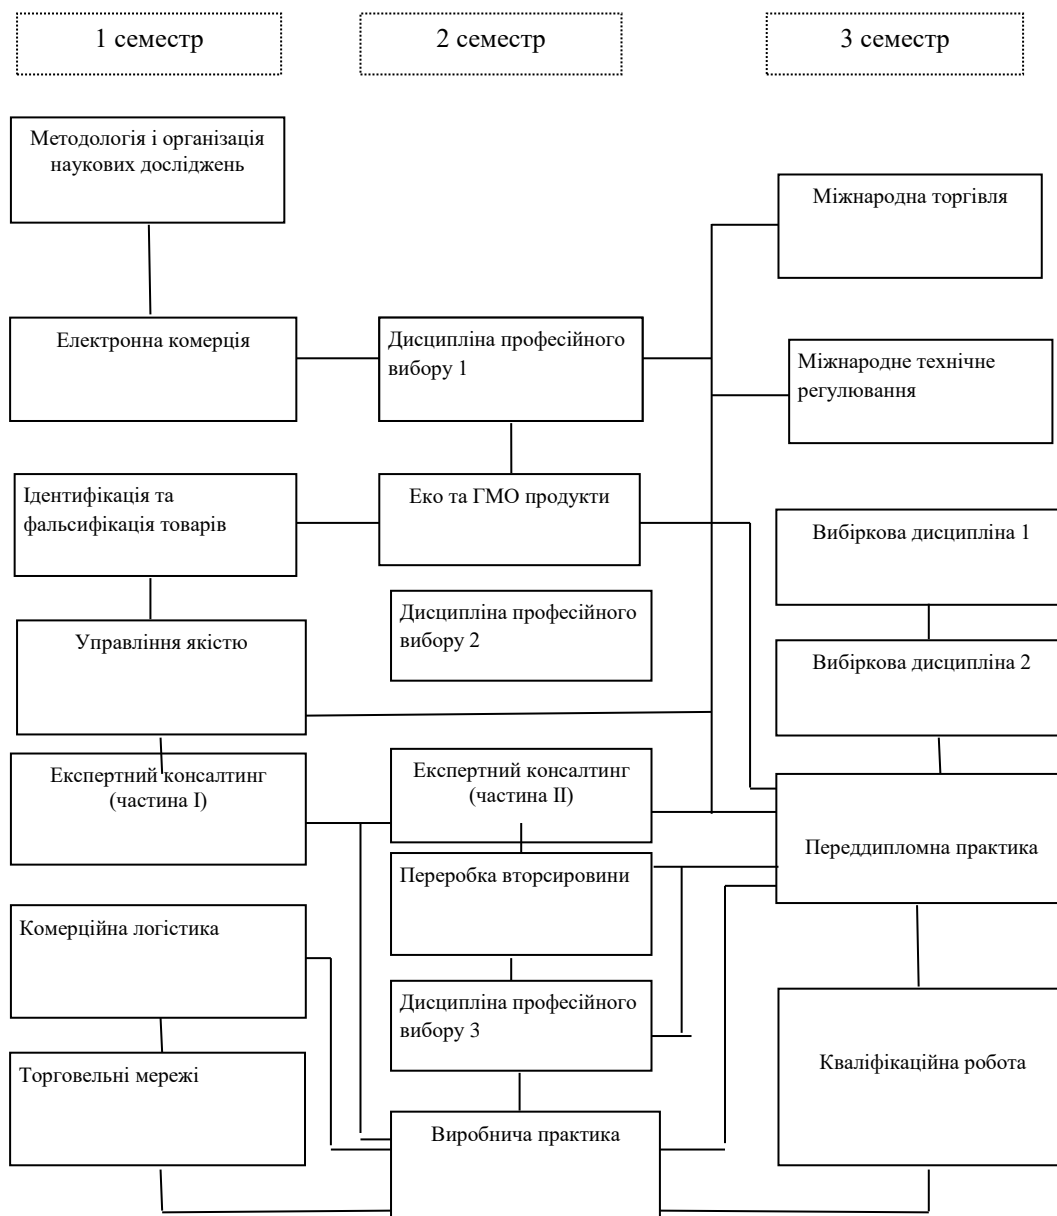 1 семестр
2 семестр
3 семестр
Методологія і організація
наукових досліджень
Міжнародна торгівля
Електронна комерція
Дисципліна професійного
вибору 1
Міжнародне технічне
регулювання
Ідентифікація та
фальсифікація товарів
Еко та ГМО продукти
Вибіркова дисципліна 1
Дисципліна професійного
вибору 2
Управління якістю
Вибіркова дисципліна 2
Експертний консалтинг
(частина І)
Експертний консалтинг
(частина ІІ)
Переддипломна практика
Переробка вторсировини
Комерційна логістика
Дисципліна професійного
вибору 3
Кваліфікаційна робота
Торговельні мережі
Виробнича практика